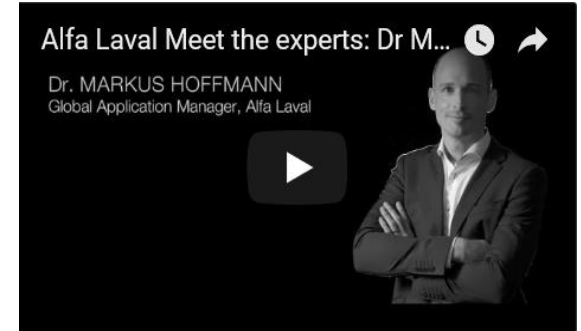 Alfa Laval Meet the experts: Dr M...
Dr. MARKUS HOFFMANN
Global Application Manager, Alfa Laval